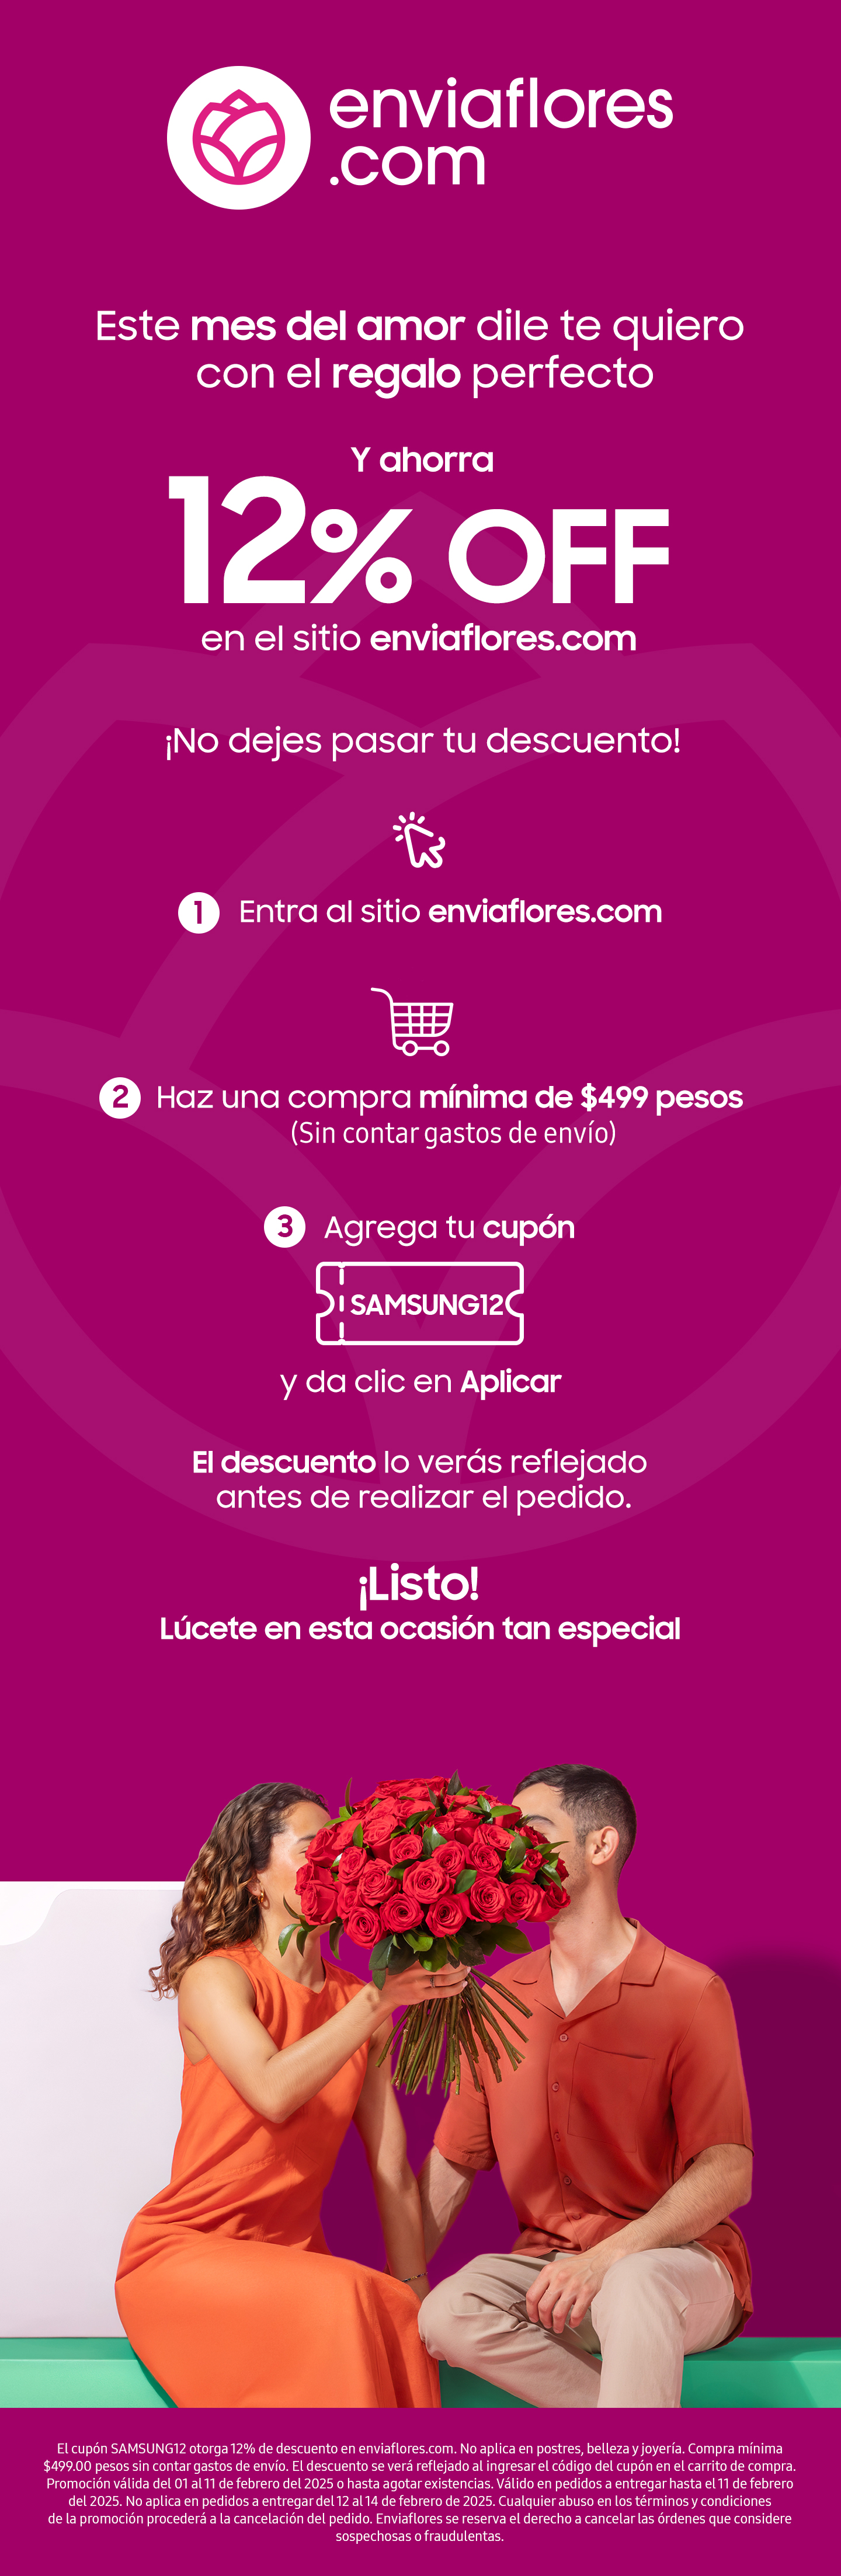 enviaflores
.com
Este mes del amor dile te quiero
con el regalo perfecto
Y ahorra
12% OFF
en el sitio enviaflores.com
¡No dejes pasar tu descuento!
1 Entra al sitio enviaflores.com
2 Haz una compra mínima de $499 pesos
(Sin contar gastos de envío)
3 Agrega tu cupón
SAMSUNG12
y da clic en Aplicar
El descuento lo verás reflejado
antes de realizar el pedido.
¡Listo!
Lúcete en esta ocasión tan especial
El cupón SAMSUNG12 otorga 12% de descuento en enviaflores.com. No aplica en postres, belleza y joyería. Compra mínima
$499.00 pesos sin contar gastos de envío. El descuento se verá reflejado al ingresar el código del cupón en el carrito de compra.
Promoción válida del 01 al 11 de febrero del 2025 o hasta agotar existencias. Válido en pedidos a entregar hasta el 11 de febrero
del 2025. No aplica en pedidos a entregar del 12 al 14 de febrero de 2025. Cualquier abuso en los términos y condiciones
de la promoción procederá a la cancelación del pedido. Enviaflores se reserva el derecho a cancelar las órdenes que considere
sospechosas o fraudulentas.